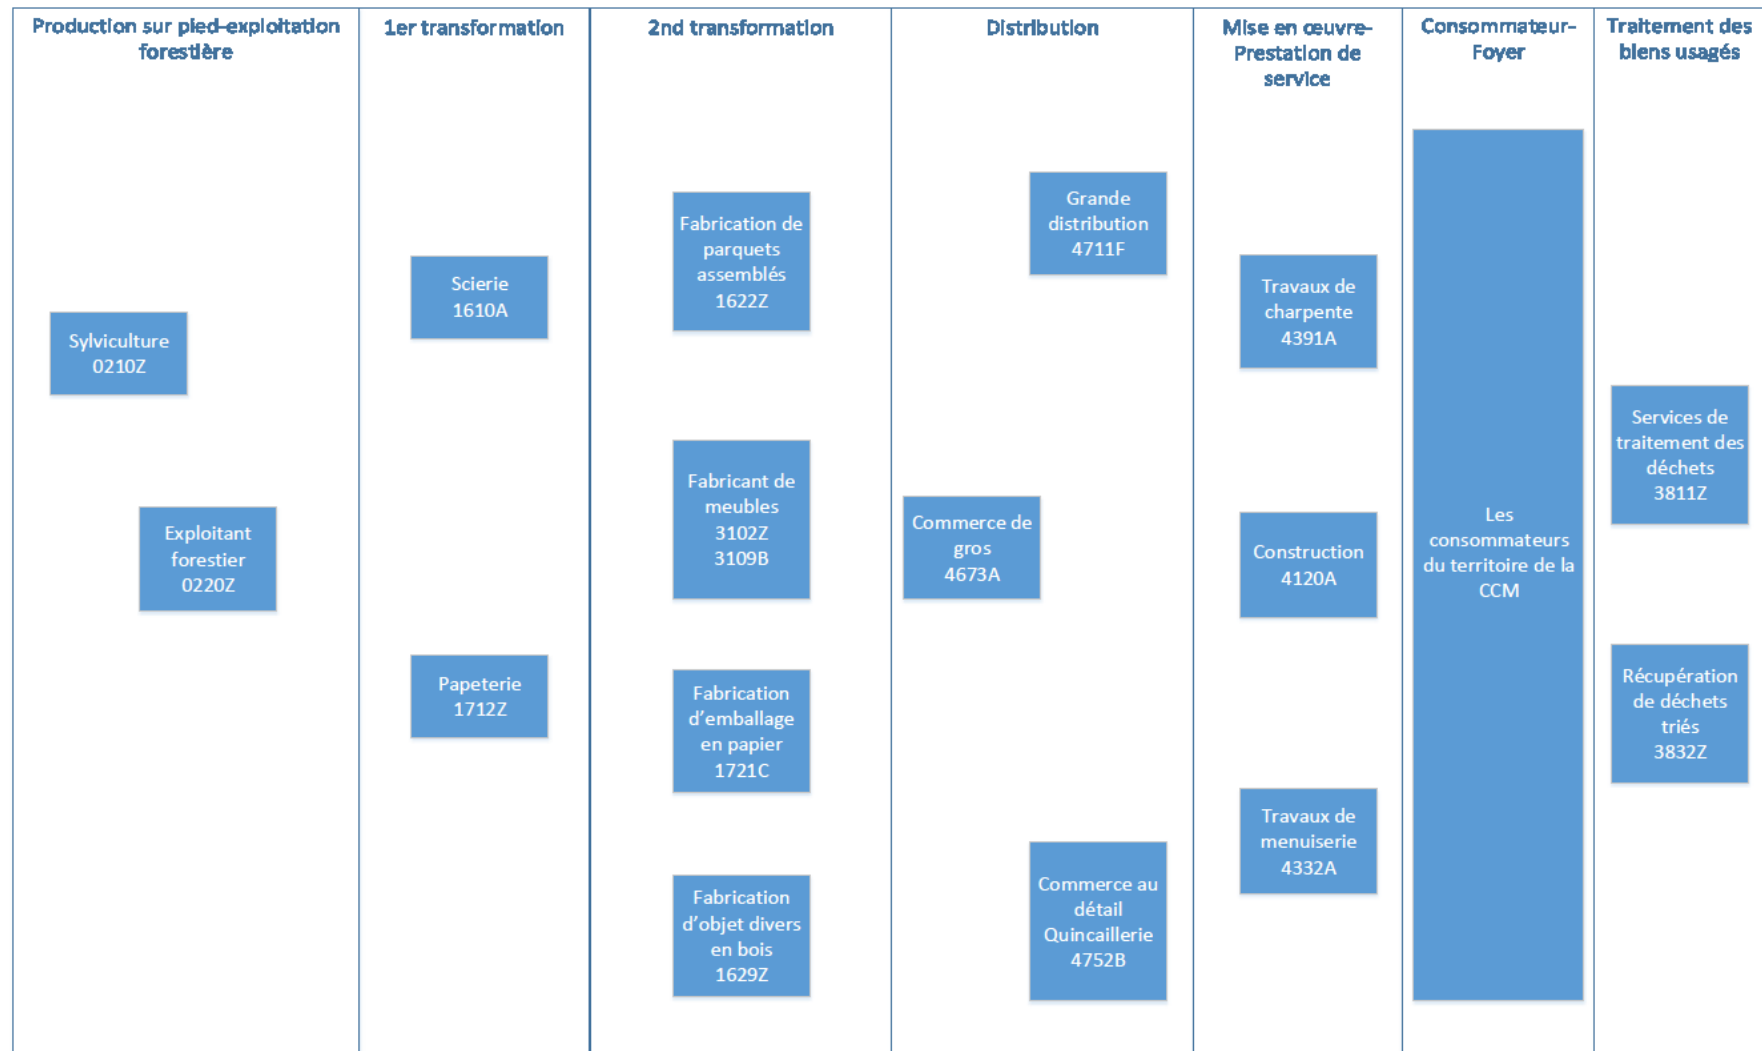 Production sur pied-exploitation
forestière
1er transformation
2nd transformation
Distribution
Mise en œuvre-
Prestation de
service
Consommateur-
Foyer
Traitement des
biens usagés
Sylviculture
0210Z
Exploitant
forestier
0220Z
Scierie
1610A
Papeterie
1712Z
Fabrication de
parquets
assemblés
1622Z
Fabricant de
meubles
3102Z
3109B
Fabrication
d’emballage
en papier
1721C
Fabrication
d’objet divers
en bois
1629Z
Grande
distribution
4711F
Commerce de
gros
4673A
Commerce au
détail
Quincaillerie
4752B
Travaux de
charpente
4391A
Construction
4120A
Travaux de
menuiserie
4332A
Les
consommateurs
du territoire de la
CCM
Services de
traitement des
déchets
3811Z
Récupération
de déchets
triés
3832Z